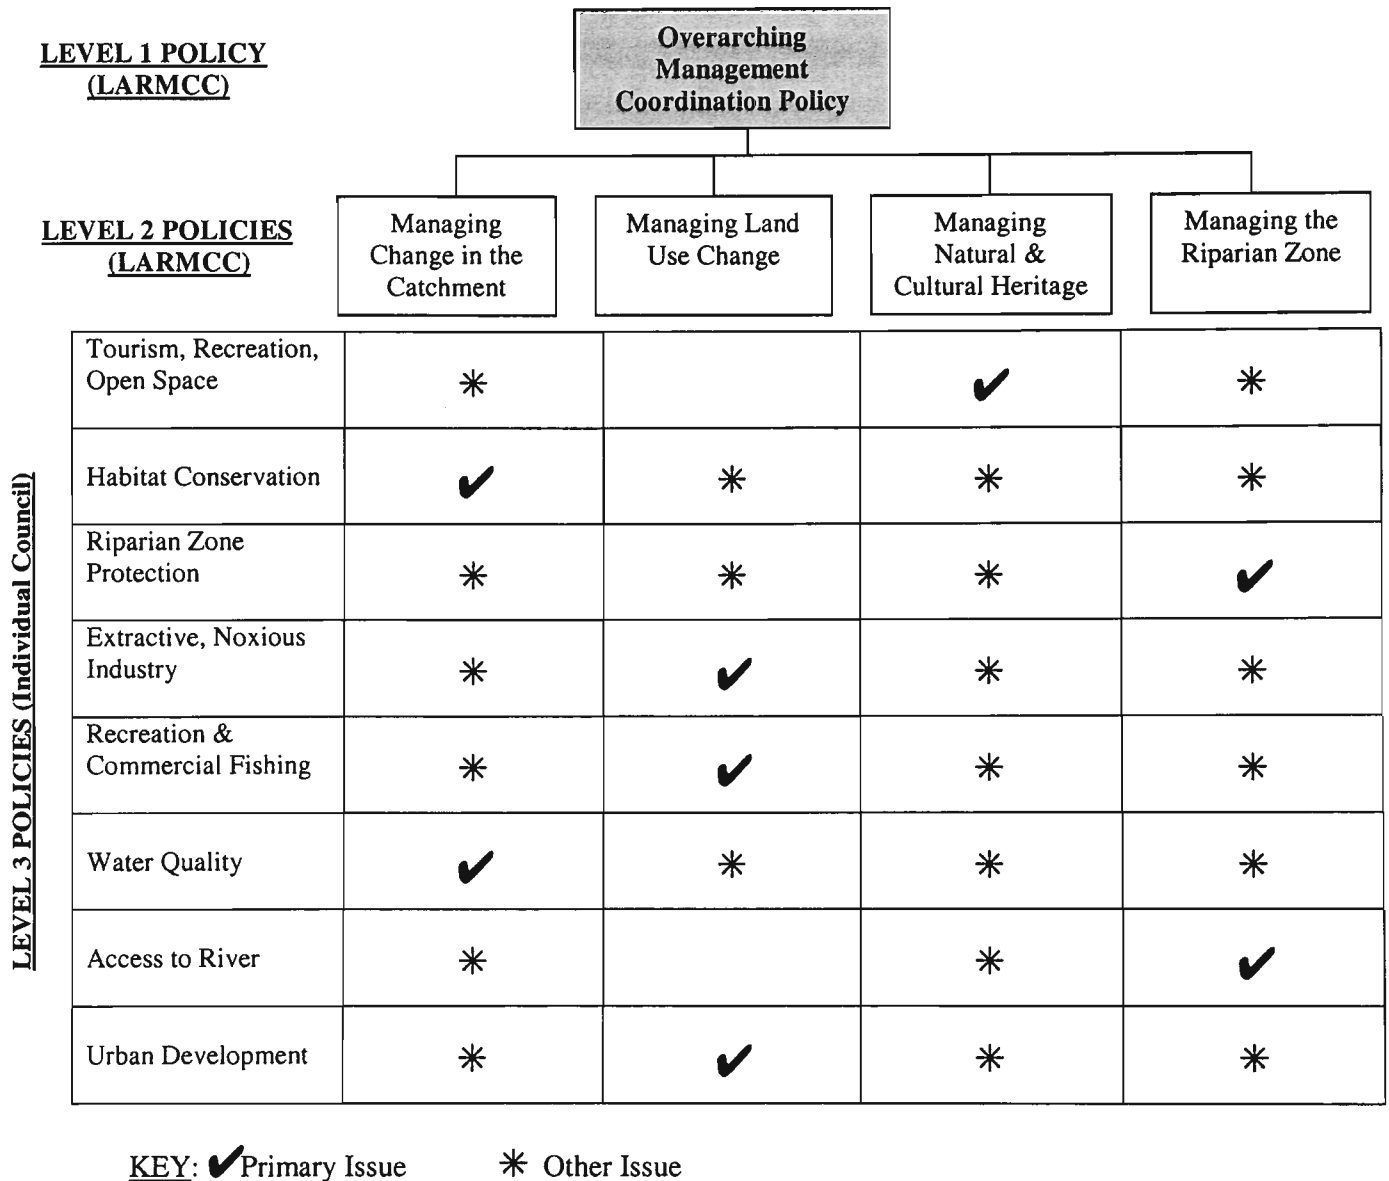 LEVEL 1 POLICY
(LARMCC)
Overarching
Management
Coordination Policy
LEVEL 2 POLICIES
(LARMCC)
Managing
Change in the
Catchment
Managing Land
Use Change
Managing
Natural &
Cultural Heritage
Managing the
Riparian Zone
LEVEL 3 POLICIES (Individual Council)
Tourism, Recreation,
Open Space
Habitat Conservation
Riparian Zone
Protection
Extractive, Noxious
Industry
Recreation &
Commercial Fishing
Water Quality
Access to River
Urban Development
KEY: ✔Primary Issue ✳ Other Issue